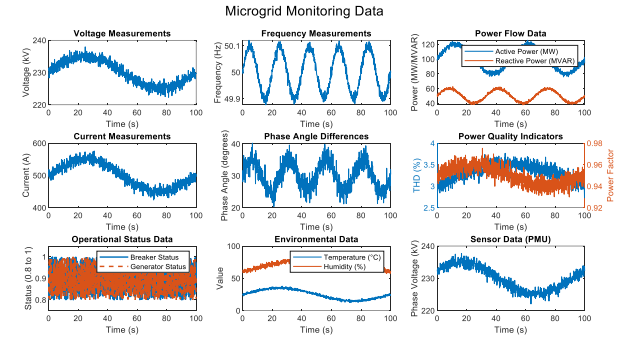 Microgrid Monitoring Data
Voltage Measurements
240
230
220
Voltage (kV)
0 20 40 60 80 100
Time (s)
Frequency Measurements
50.1
50
49.9
Frequency (Hz)
0 20 40 60 80 100
Time (s)
Power Flow Data
120
100
80
60
40
Power (MW/MVAR)
Active Power (MW)
Reactive Power (MVAR)
0 20 40 60 80 100
Time (s)
Current Measurements
600
500
400
Current (A)
0 20 40 60 80 100
Time (s)
Phase Angle Differences
40
30
20
Phase Angle (degrees)
0 20 40 60 80 100
Time (s)
Power Quality Indicators
4
3.5
3
2.5
THD (%)
0.98
0.96
0.94
0.92
Power Factor
0 20 40 60 80 100
Time (s)
Operational Status Data
1
0.9
0.8
Status (0.8 to 1)
Breaker Status
Generator Status
0 20 40 60 80 100
Time (s)
Environmental Data
100
50
0
Value
Temperature (°C)
Humidity (%)
0 20 40 60 80 100
Time (s)
Sensor Data (PMU)
240
230
220
Phase Voltage (kV)
0 20 40 60 80 100
Time (s)